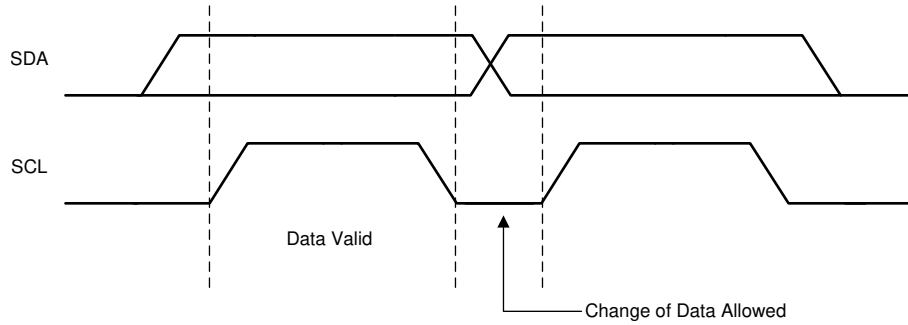 SDA
SCL
Data Valid
Change of Data Allowed